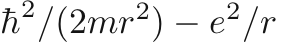 ℏ²/(2mr²) − e²/r